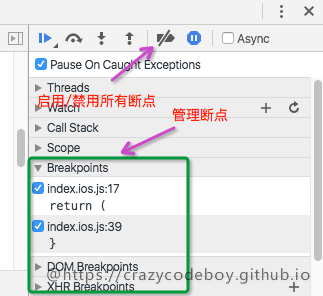 Async
Pause On Caught Exceptions
Threads
启用/禁用所有断点
Watch
管理断点
Call Stack
Scope
Breakpoints
index.ios.js:17
return (
index.ios.js:39
}
DOM Breakpoints
@https://crazycodeboy.github.io
XHR Breakpoints